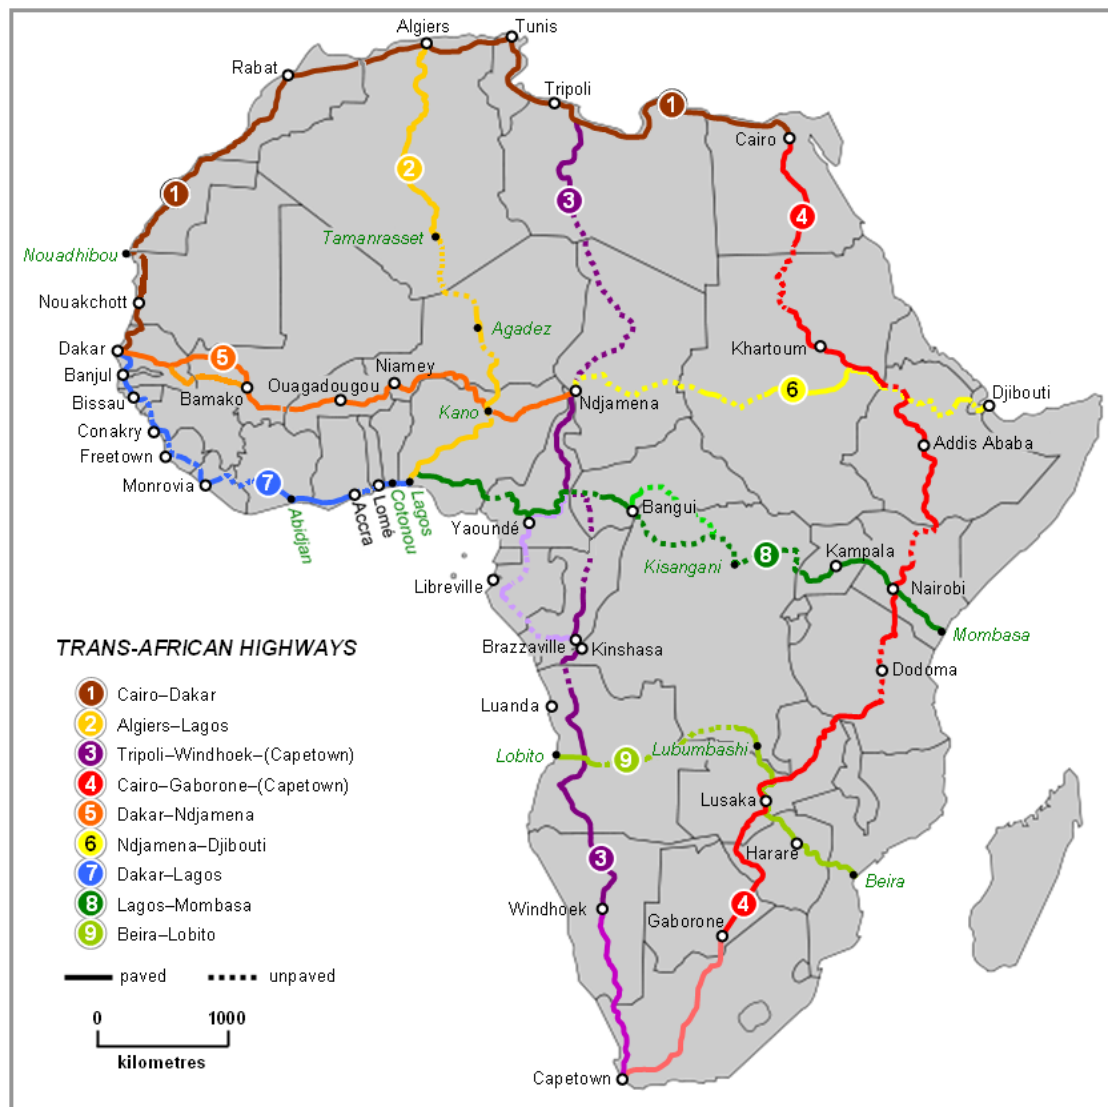 Algiers
Tunis
Rabat
Tripoli
1
Cairo
2
1
3
4
Tamanrasset
Nouadhibou
Nouakchott
Agadez
Dakar
5
Khartoum
Niamey
Banjul
Ouagadougou
6
Djibouti
Bissau
Bamako
Kano
Ndjamena
Conakry
Addis Ababa
Freetown
Monrovia
7
Abidjan
Accra
Lomé
Cotonou
Lagos
Yaoundé
Bangui
Kisangani
8
Kampala
Libreville
Nairobi
Brazzaville
Kinshasa
Mombasa
Dodoma
Luanda
Lobito
9
Lubumbashi
Lusaka
Harare
3
Beira
Windhoek
4
Gaborone
Capetown
TRANS-AFRICAN HIGHWAYS
1 Cairo–Dakar
2 Algiers–Lagos
3 Tripoli–Windhoek–(Capetown)
4 Cairo–Gaborone–(Capetown)
5 Dakar–Ndjamena
6 Ndjamena–Djibouti
7 Dakar–Lagos
8 Lagos–Mombasa
9 Beira–Lobito
paved unpaved
0 1000
kilometres